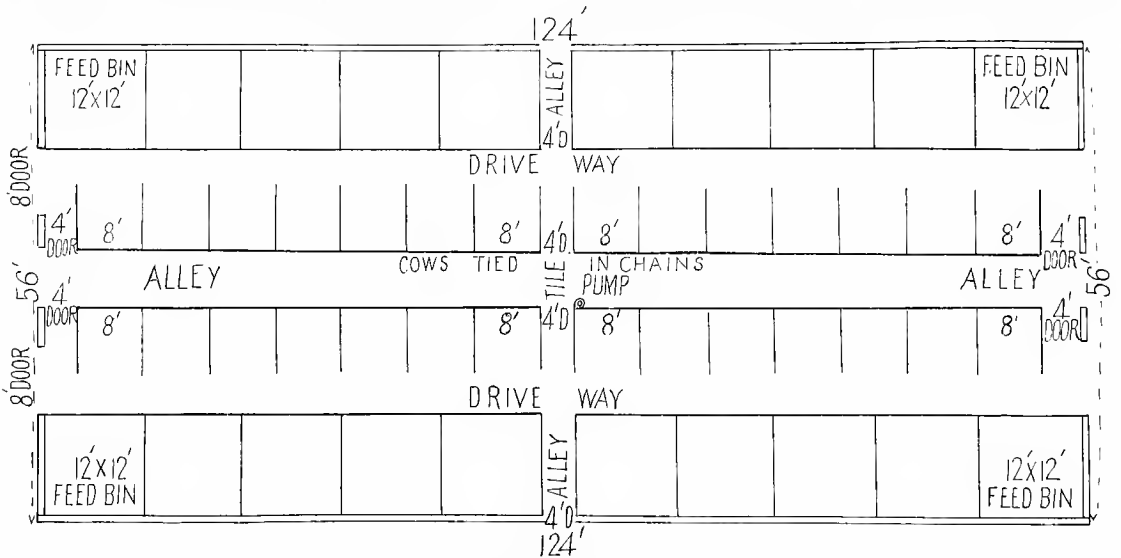 124'
FEED BIN
12'X12'
ALLEY
4'D
FEED BIN
12'X12'
DRIVE WAY
8'DOOR
4'
DOOR
8'
8'
4'D
8'
8'
4'
DOOR
COWS TIED IN CHAINS
56'
ALLEY
TILE
PUMP
ALLEY
56'
4'
DOOR
8'
8'
4'D
8'
8'
4'
DOOR
8'DOOR
DRIVE WAY
12'X12'
FEED BIN
ALLEY
4'D
12'X12'
FEED BIN
124'